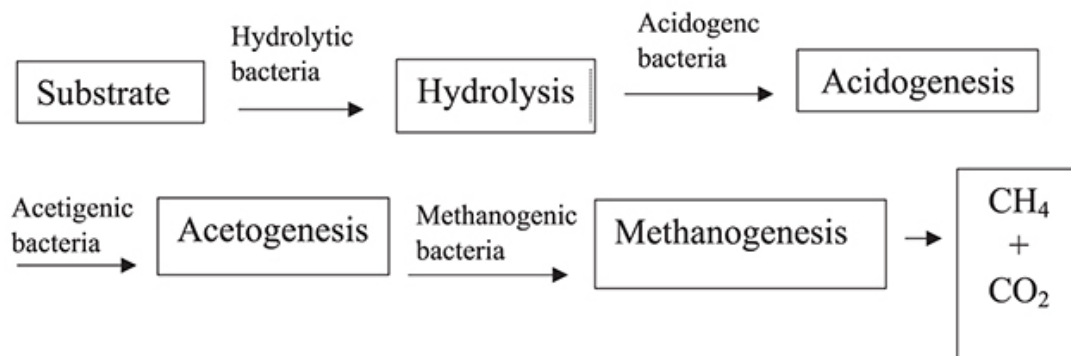 Hydrolytic
bacteria
Acidogenc
bacteria
Substrate
Hydrolysis
Acidogenesis
Acetigenic
bacteria
Acetogenesis
Methanogenic
bacteria
Methanogenesis
CH₄
+
CO₂